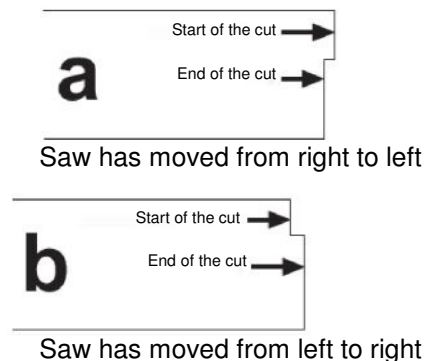 Start of the cut
a
End of the cut
Saw has moved from right to left
Start of the cut
b
End of the cut
Saw has moved from left to right